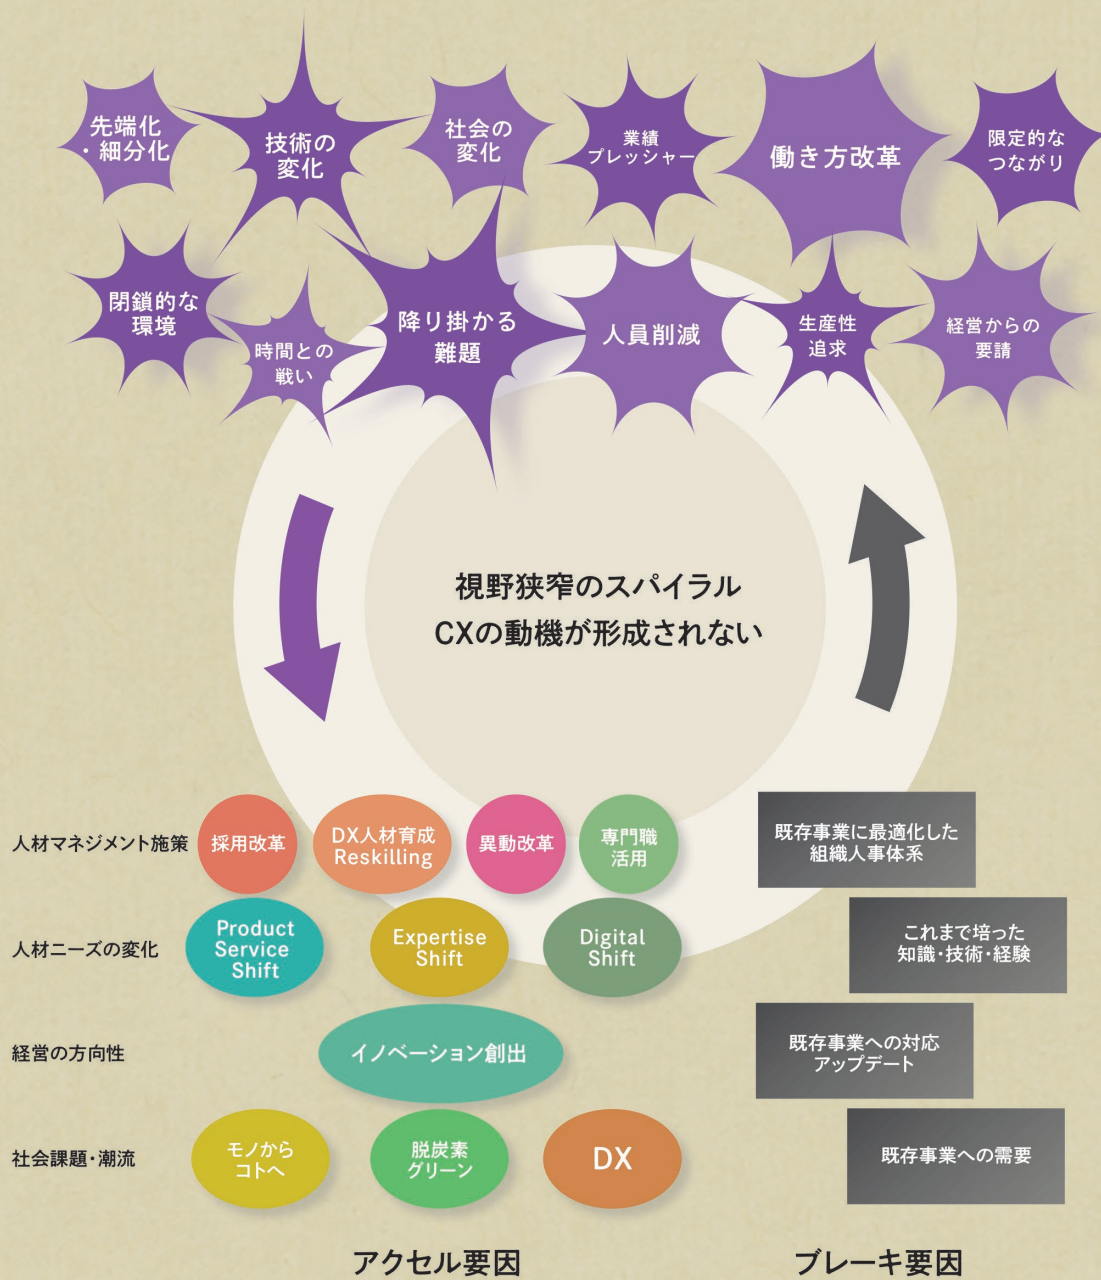 先端化
・細分化
技術の
変化
社会の
変化
業績
プレッシャー
働き方改革
限定的な
つながり
閉鎖的な
環境
時間との
戦い
降り掛かる
難題
人員削減
生産性
追求
経営からの
要請
視野狭窄のスパイラル
CXの動機が形成されない
人材マネジメント施策
採用改革
DX人材育成
Reskilling
異動改革
専門職
活用
既存事業に最適化した
組織人事体系
人材ニーズの変化
Product
Service
Shift
Expertise
Shift
Digital
Shift
これまで培った
知識・技術・経験
経営の方向性
イノベーション創出
既存事業への対応
アップデート
社会課題・潮流
モノから
コトへ
脱炭素
グリーン
DX
既存事業への需要
アクセル要因
ブレーキ要因